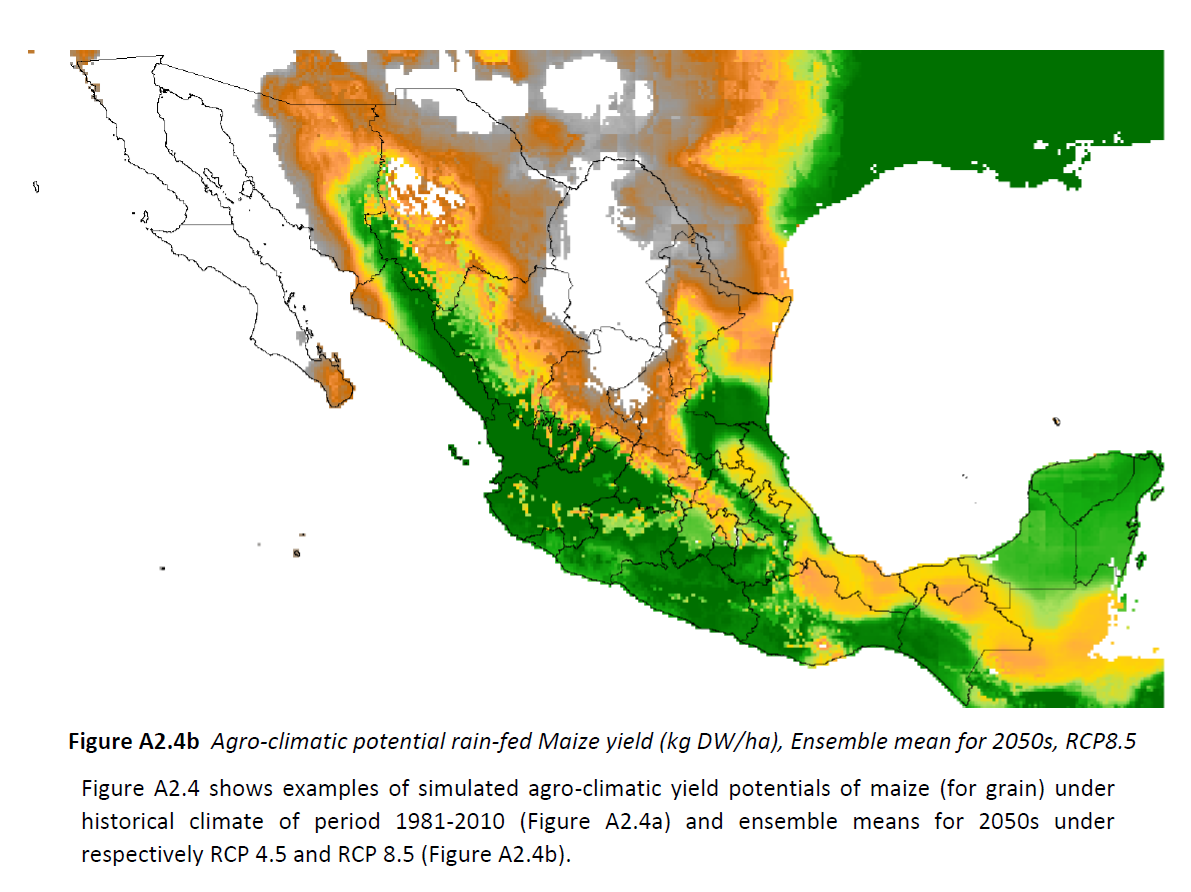 Figure A2.4b Agro-climatic potential rain-fed Maize yield (kg DW/ha), Ensemble mean for 2050s, RCP8.5
Figure A2.4 shows examples of simulated agro-climatic yield potentials of maize (for grain) under
historical climate of period 1981-2010 (Figure A2.4a) and ensemble means for 2050s under
respectively RCP 4.5 and RCP 8.5 (Figure A2.4b).